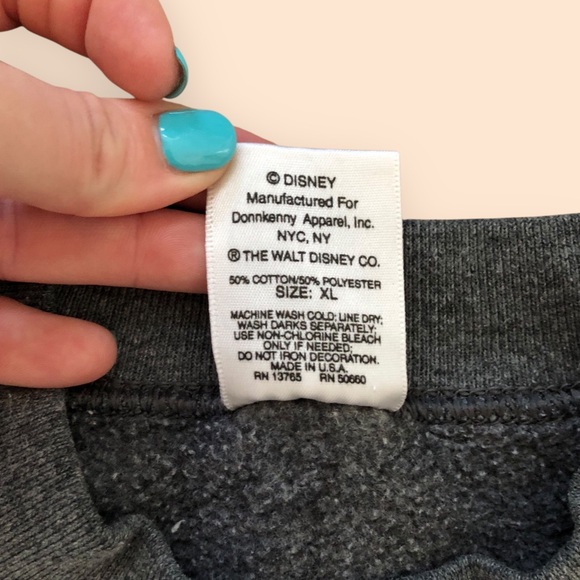 © DISNEY
Manufactured For
Donnkenny Apparel, Inc.
NYC, NY
® THE WALT DISNEY CO.
50% COTTON/50% POLYESTER
SIZE: XL
MACHINE WASH COLD; LINE DRY;
WASH DARKS SEPARATELY;
USE NON-CHLORINE BLEACH
ONLY IF NEEDED;
DO NOT IRON DECORATION.
MADE IN U.S.A.
RN 13765 RN 50660